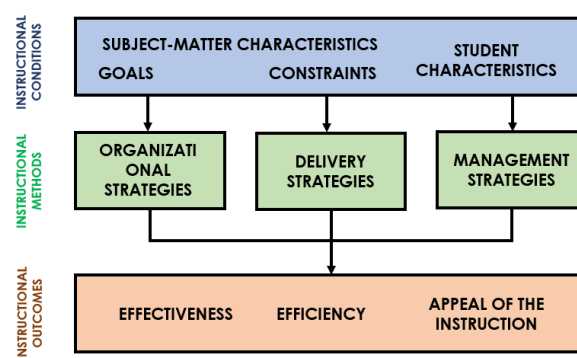 INSTRUCTIONAL
CONDITIONS
SUBJECT-MATTER CHARACTERISTICS
GOALS
CONSTRAINTS
STUDENT
CHARACTERISTICS
INSTRUCTIONAL
METHODS
ORGANIZATI
ONAL
STRATEGIES
DELIVERY
STRATEGIES
MANAGEMENT
STRATEGIES
NSTRUCTIONAL
OUTCOMES
EFFECTIVENESS
EFFICIENCY
APPEAL OF THE
INSTRUCTION